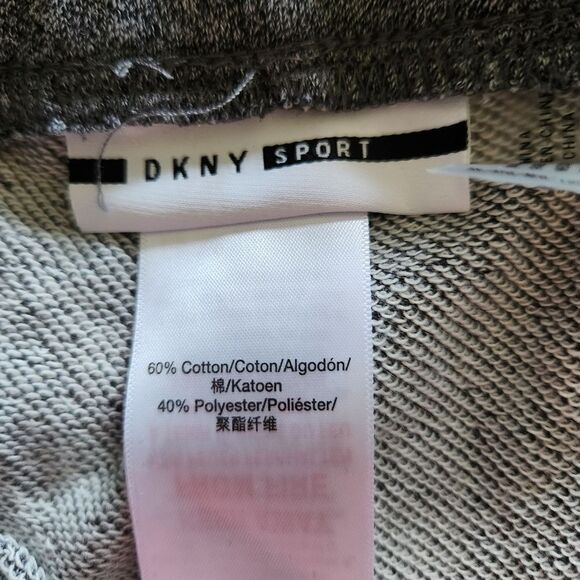 DKNY SPORT
60% Cotton/Coton/Algodón/
棉/Katoen
40% Polyester/Poliéster/
聚酯纤维